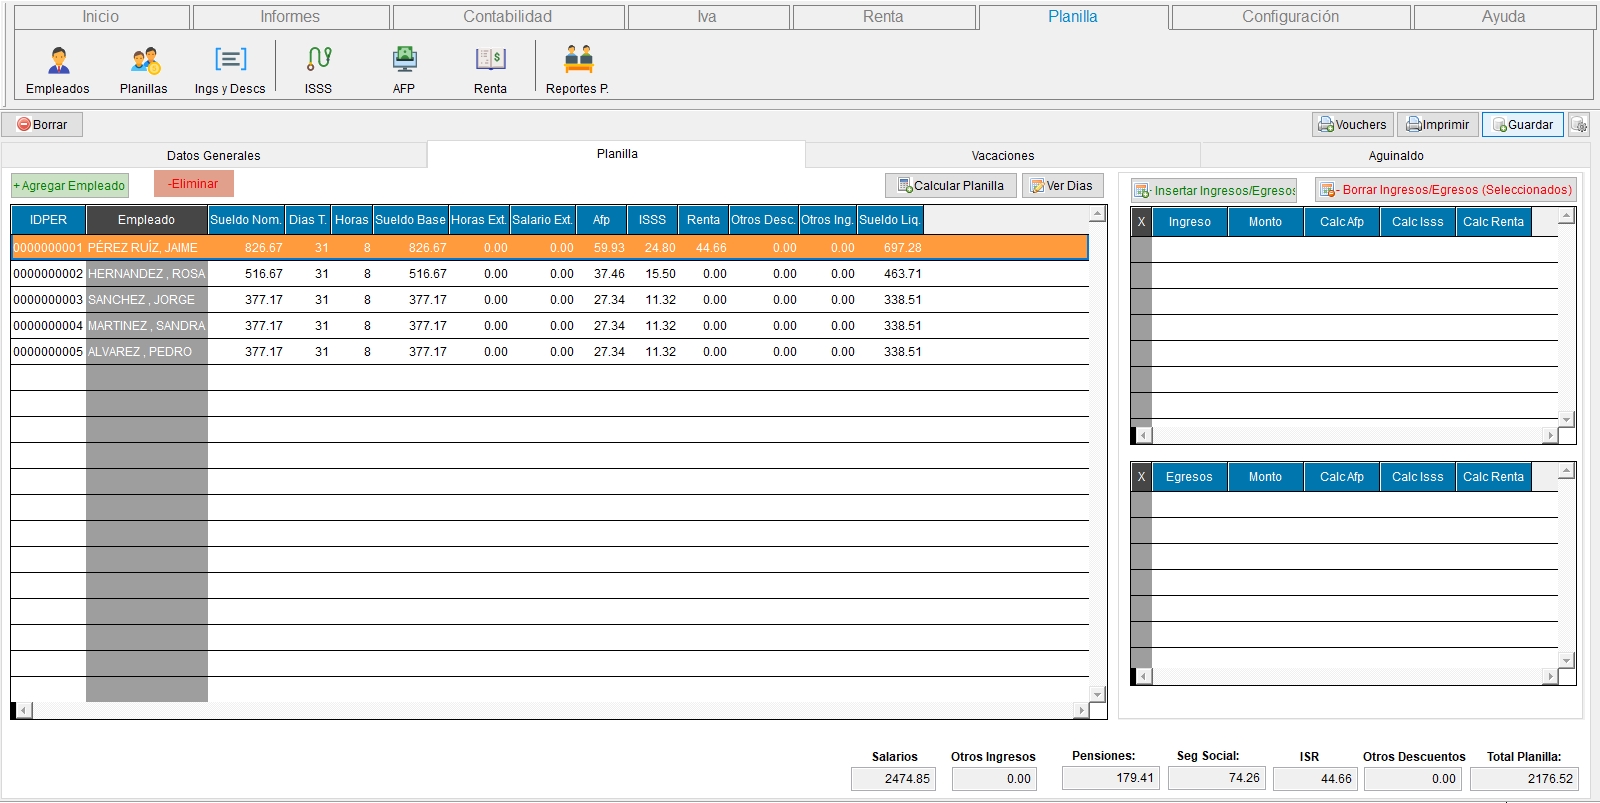 Inicio Informes Contabilidad Iva Renta Planilla Configuración Ayuda
Empleados Planillas Ings y Descs ISSS AFP Renta Reportes P.
Borrar Vouchers Imprimir Guardar
Datos Generales Planilla Vacaciones Aguinaldo
+Agregar Empleado -Eliminar Calcular Planilla Ver Dias - Insertar Ingresos/Egresos - Borrar Ingresos/Egresos (Seleccionados)
IDPER Empleado Sueldo Nom. Dias T. Horas Sueldo Base Horas Ext. Salario Ext. Afp ISSS Renta Otros Desc. Otros Ing. Sueldo Liq.
0000000001 PÉREZ RUÍZ, JAIME 826.67 31 8 826.67 0.00 0.00 59.93 24.80 44.66 0.00 0.00 697.28
0000000002 HERNANDEZ , ROSA 516.67 31 8 516.67 0.00 0.00 37.46 15.50 0.00 0.00 0.00 463.71
0000000003 SANCHEZ , JORGE 377.17 31 8 377.17 0.00 0.00 27.34 11.32 0.00 0.00 0.00 338.51
0000000004 MARTINEZ , SANDRA 377.17 31 8 377.17 0.00 0.00 27.34 11.32 0.00 0.00 0.00 338.51
0000000005 ALVAREZ , PEDRO 377.17 31 8 377.17 0.00 0.00 27.34 11.32 0.00 0.00 0.00 338.51
X Ingreso Monto Calc Afp Calc Isss Calc Renta
X Egresos Monto Calc Afp Calc Isss Calc Renta
Salarios Otros Ingresos Pensiones: Seg Social: ISR Otros Descuentos Total Planilla:
2474.85 0.00 179.41 74.26 44.66 0.00 2176.52